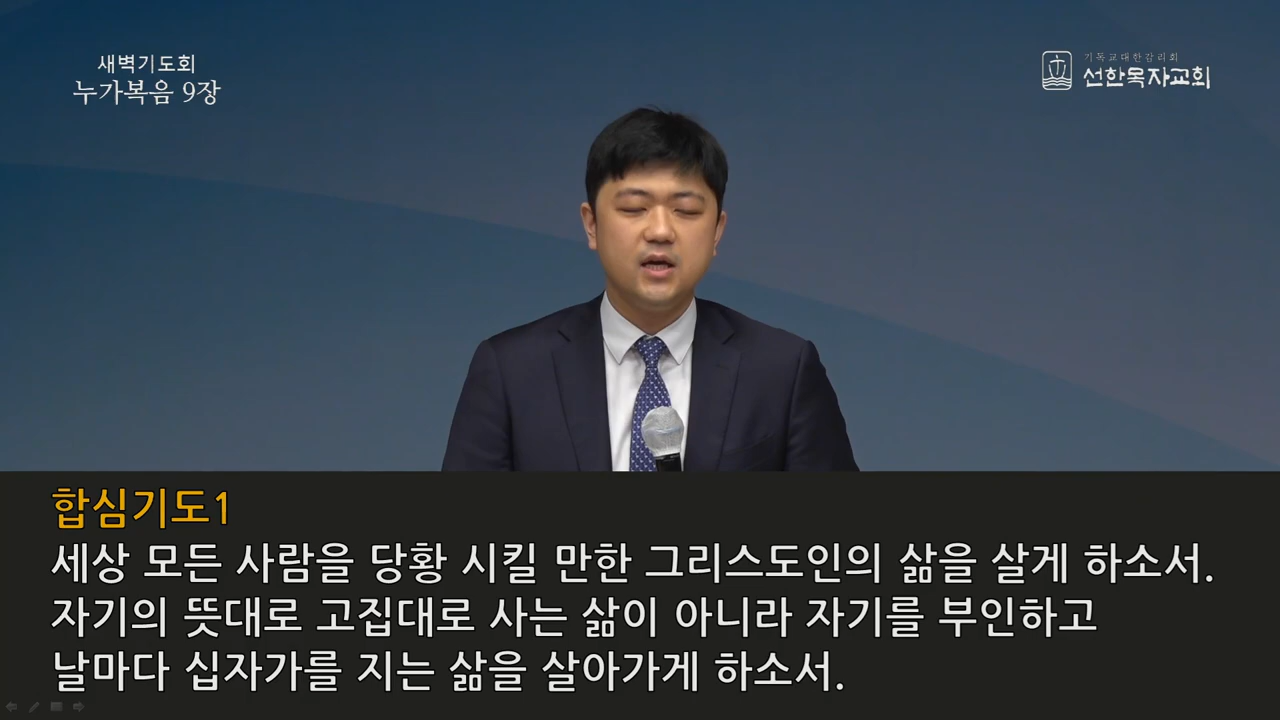 새벽기도회
누가복음 9장
기독교대한감리회
선한목자교회
합심기도1
세상 모든 사람을 당황 시킬 만한 그리스도인의 삶을 살게 하소서.
자기의 뜻대로 고집대로 사는 삶이 아니라 자기를 부인하고
날마다 십자가를 지는 삶을 살아가게 하소서.